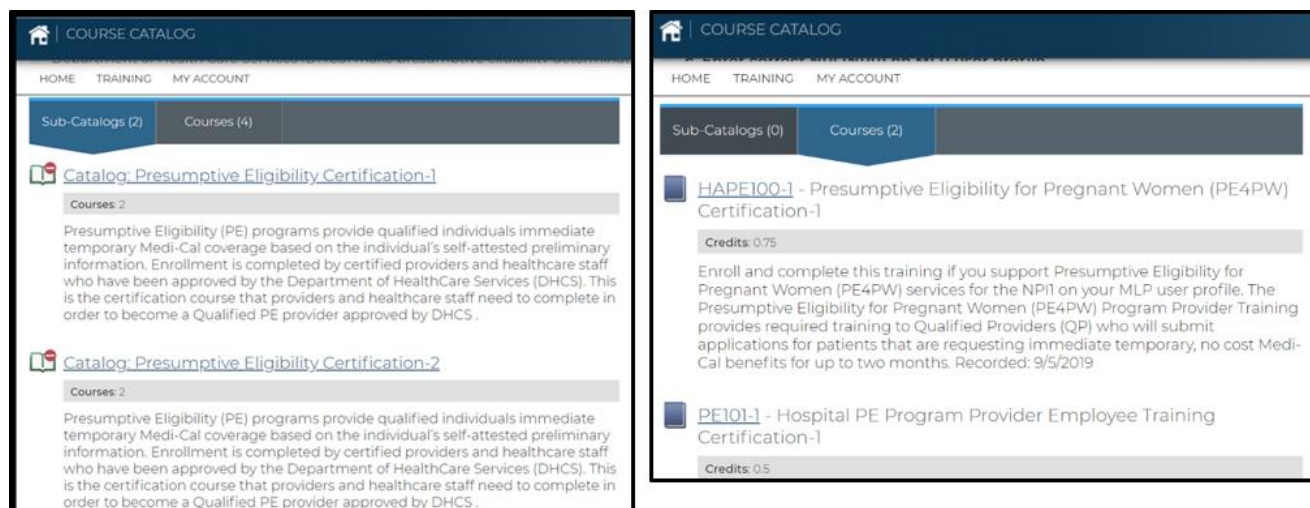 COURSE CATALOG
HOME TRAINING MY ACCOUNT
Sub-Catalogs (2) Courses (4)
Catalog: Presumptive Eligibility Certification-1
Courses: 2
Presumptive Eligibility (PE) programs provide qualified individuals immediate
temporary Medi-Cal coverage based on the individual's self-attested preliminary
information. Enrollment is completed by certified providers and healthcare staff
who have been approved by the Department of HealthCare Services (DHCS). This
is the certification course that providers and healthcare staff need to complete in
order to become a Qualified PE provider approved by DHCS .
Catalog: Presumptive Eligibility Certification-2
Courses: 2
Presumptive Eligibility (PE) programs provide qualified individuals immediate
temporary Medi-Cal coverage based on the individual's self-attested preliminary
information. Enrollment is completed by certified providers and healthcare staff
who have been approved by the Department of HealthCare Services (DHCS). This
is the certification course that providers and healthcare staff need to complete in
order to become a Qualified PE provider approved by DHCS .
COURSE CATALOG
HOME TRAINING MY ACCOUNT
Sub-Catalogs (0) Courses (2)
HAPE100-1 - Presumptive Eligibility for Pregnant Women (PE4PW)
Certification-1
Credits: 0.75
Enroll and complete this training if you support Presumptive Eligibility for
Pregnant Women (PE4PW) services for the NPI1 on your MLP user profile. The
Presumptive Eligibility for Pregnant Women (PE4PW) Program Provider Training
provides required training to Qualified Providers (QP) who will submit
applications for patients that are requesting immediate temporary, no cost Medi-
Cal benefits for up to two months. Recorded: 9/5/2019
PE101-1 - Hospital PE Program Provider Employee Training
Certification-1
Credits: 0.5